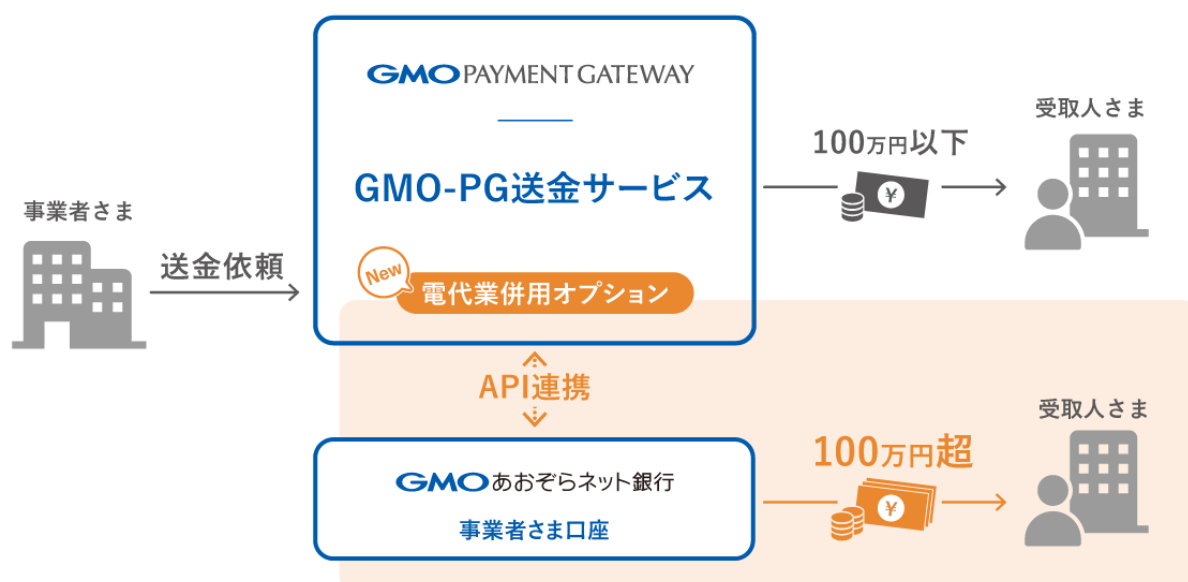 GMO PAYMENT GATEWAY
GMO-PG送金サービス
New
電代業併用オプション
事業者さま
送金依頼
100万円以下
¥
受取人さま
API連携
GMOあおぞらネット銀行
事業者さま口座
100万円超
¥
受取人さま